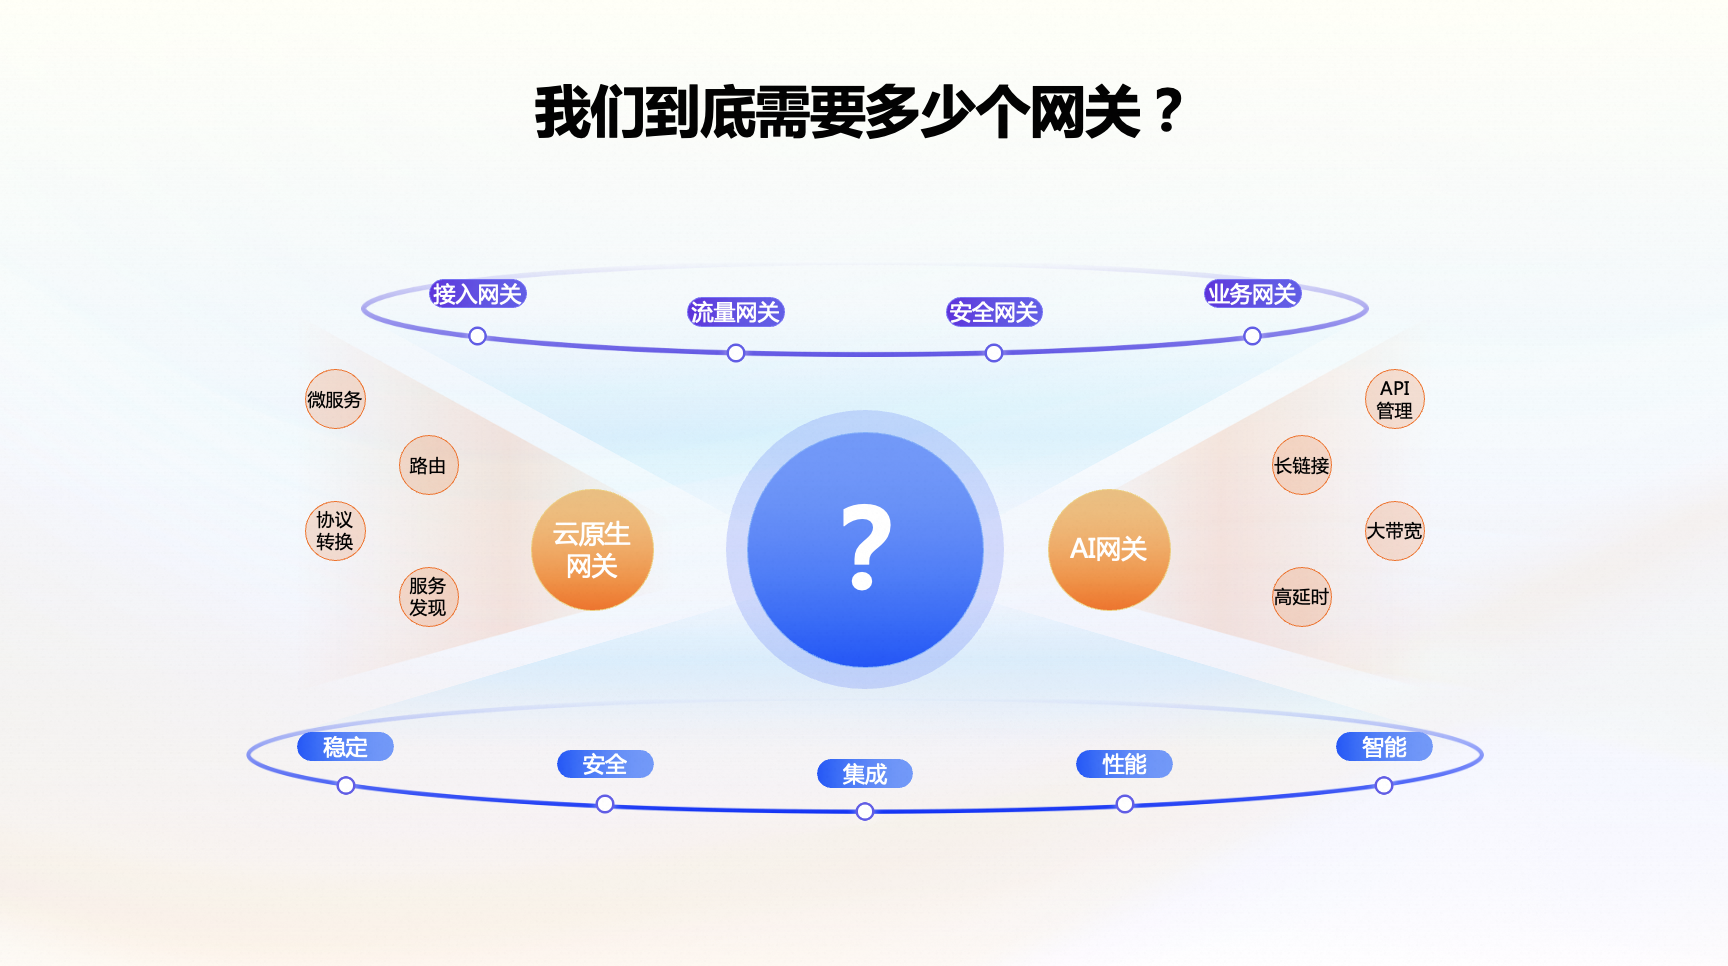 我们到底需要多少个网关？
接入网关
流量网关
安全网关
业务网关
微服务
路由
协议
转换
服务
发现
云原生
网关
?
AI网关
API
管理
长链接
大带宽
高延时
稳定
安全
集成
性能
智能